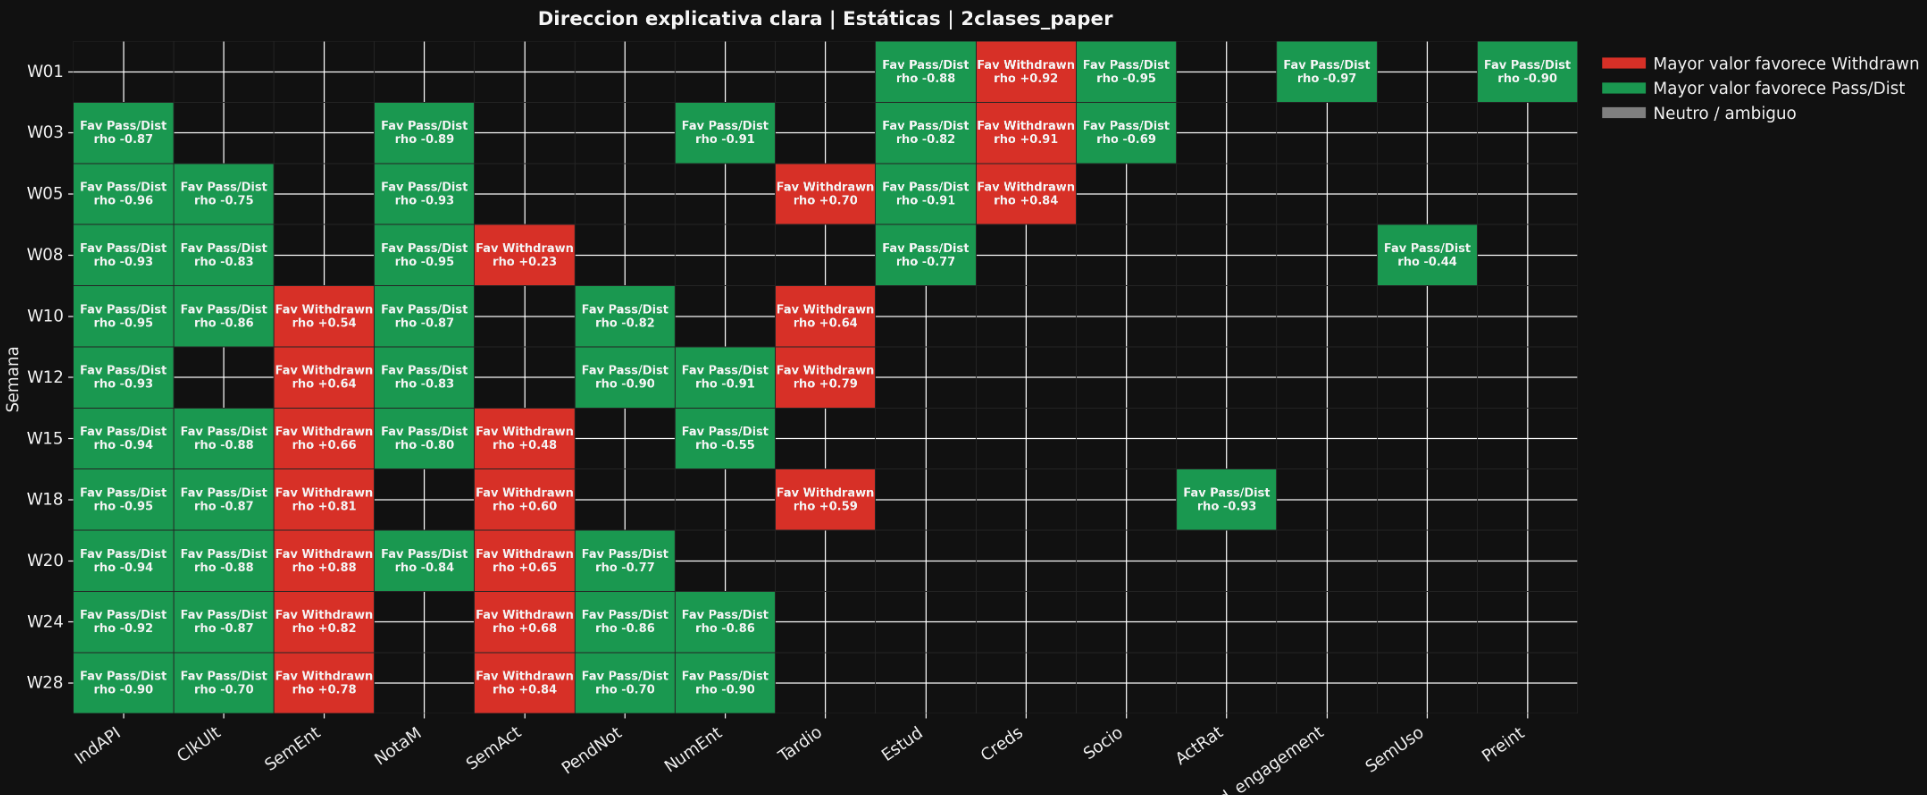 Direccion explicativa clara | Estáticas | 2clases_paper
Mayor valor favorece Withdrawn
Mayor valor favorece Pass/Dist
Neutro / ambiguo
Semana
W01
Fav Pass/Dist
rho -0.88
Fav Withdrawn
rho +0.92
Fav Pass/Dist
rho -0.95
Fav Pass/Dist
rho -0.97
Fav Pass/Dist
rho -0.90
W03
Fav Pass/Dist
rho -0.87
Fav Pass/Dist
rho -0.89
Fav Pass/Dist
rho -0.91
Fav Pass/Dist
rho -0.82
Fav Withdrawn
rho +0.91
Fav Pass/Dist
rho -0.69
W05
Fav Pass/Dist
rho -0.96
Fav Pass/Dist
rho -0.75
Fav Pass/Dist
rho -0.93
Fav Withdrawn
rho +0.70
Fav Pass/Dist
rho -0.91
Fav Withdrawn
rho +0.84
W08
Fav Pass/Dist
rho -0.93
Fav Pass/Dist
rho -0.83
Fav Pass/Dist
rho -0.95
Fav Withdrawn
rho +0.23
Fav Pass/Dist
rho -0.77
Fav Pass/Dist
rho -0.44
W10
Fav Pass/Dist
rho -0.95
Fav Pass/Dist
rho -0.86
Fav Withdrawn
rho +0.54
Fav Pass/Dist
rho -0.87
Fav Pass/Dist
rho -0.82
Fav Withdrawn
rho +0.64
W12
Fav Pass/Dist
rho -0.93
Fav Withdrawn
rho +0.64
Fav Pass/Dist
rho -0.83
Fav Pass/Dist
rho -0.90
Fav Pass/Dist
rho -0.91
Fav Withdrawn
rho +0.79
W15
Fav Pass/Dist
rho -0.94
Fav Pass/Dist
rho -0.88
Fav Withdrawn
rho +0.66
Fav Pass/Dist
rho -0.80
Fav Withdrawn
rho +0.48
Fav Pass/Dist
rho -0.55
W18
Fav Pass/Dist
rho -0.95
Fav Pass/Dist
rho -0.87
Fav Withdrawn
rho +0.81
Fav Withdrawn
rho +0.60
Fav Withdrawn
rho +0.59
Fav Pass/Dist
rho -0.93
W20
Fav Pass/Dist
rho -0.94
Fav Pass/Dist
rho -0.88
Fav Withdrawn
rho +0.88
Fav Pass/Dist
rho -0.84
Fav Withdrawn
rho +0.65
Fav Pass/Dist
rho -0.77
W24
Fav Pass/Dist
rho -0.92
Fav Pass/Dist
rho -0.87
Fav Withdrawn
rho +0.82
Fav Withdrawn
rho +0.68
Fav Pass/Dist
rho -0.86
Fav Pass/Dist
rho -0.86
W28
Fav Pass/Dist
rho -0.90
Fav Pass/Dist
rho -0.70
Fav Withdrawn
rho +0.78
Fav Withdrawn
rho +0.84
Fav Pass/Dist
rho -0.70
Fav Pass/Dist
rho -0.90
IndAPI
ClkUlt
SemEnt
NotaM
SemAct
PendNot
NumEnt
Tardio
Estud
Creds
Socio
ActRat
_engagement
SemUso
Preint